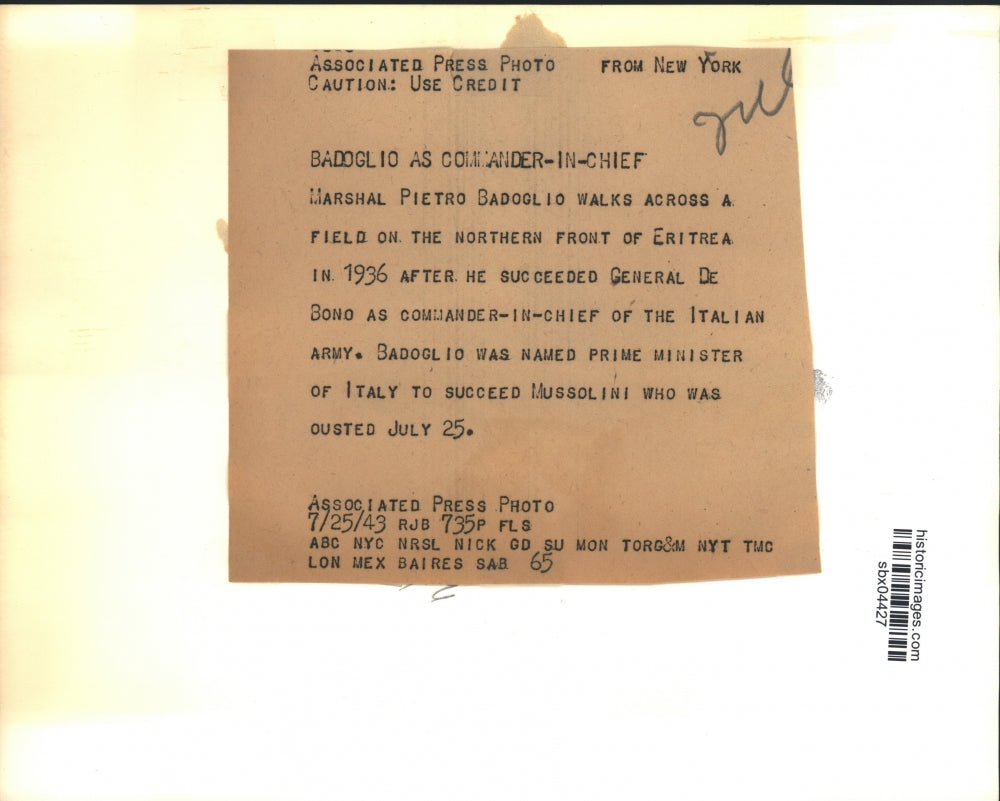 ASSOCIATED PRESS PHOTO FROM NEW YORK
CAUTION: USE CREDIT
BADOGLIO AS COMMANDER-IN-CHIEF
MARSHAL PIETRO BADOGLIO WALKS ACROSS A
FIELD ON THE NORTHERN FRONT OF ERITREA
IN 1936 AFTER HE SUCCEEDED GENERAL DE
BONO AS COMMANDER-IN-CHIEF OF THE ITALIAN
ARMY. BADOGLIO WAS NAMED PRIME MINISTER
OF ITALY TO SUCCEED MUSSOLINI WHO WAS
OUSTED JULY 25.
ASSOCIATED PRESS PHOTO
7/25/43 RJB 735P FLS
ABC NYC NRSL NICK GD SU MON TORG&M NYT TMC
LON MEX BAIRES SAB 65
historicimages.com
sbx04427